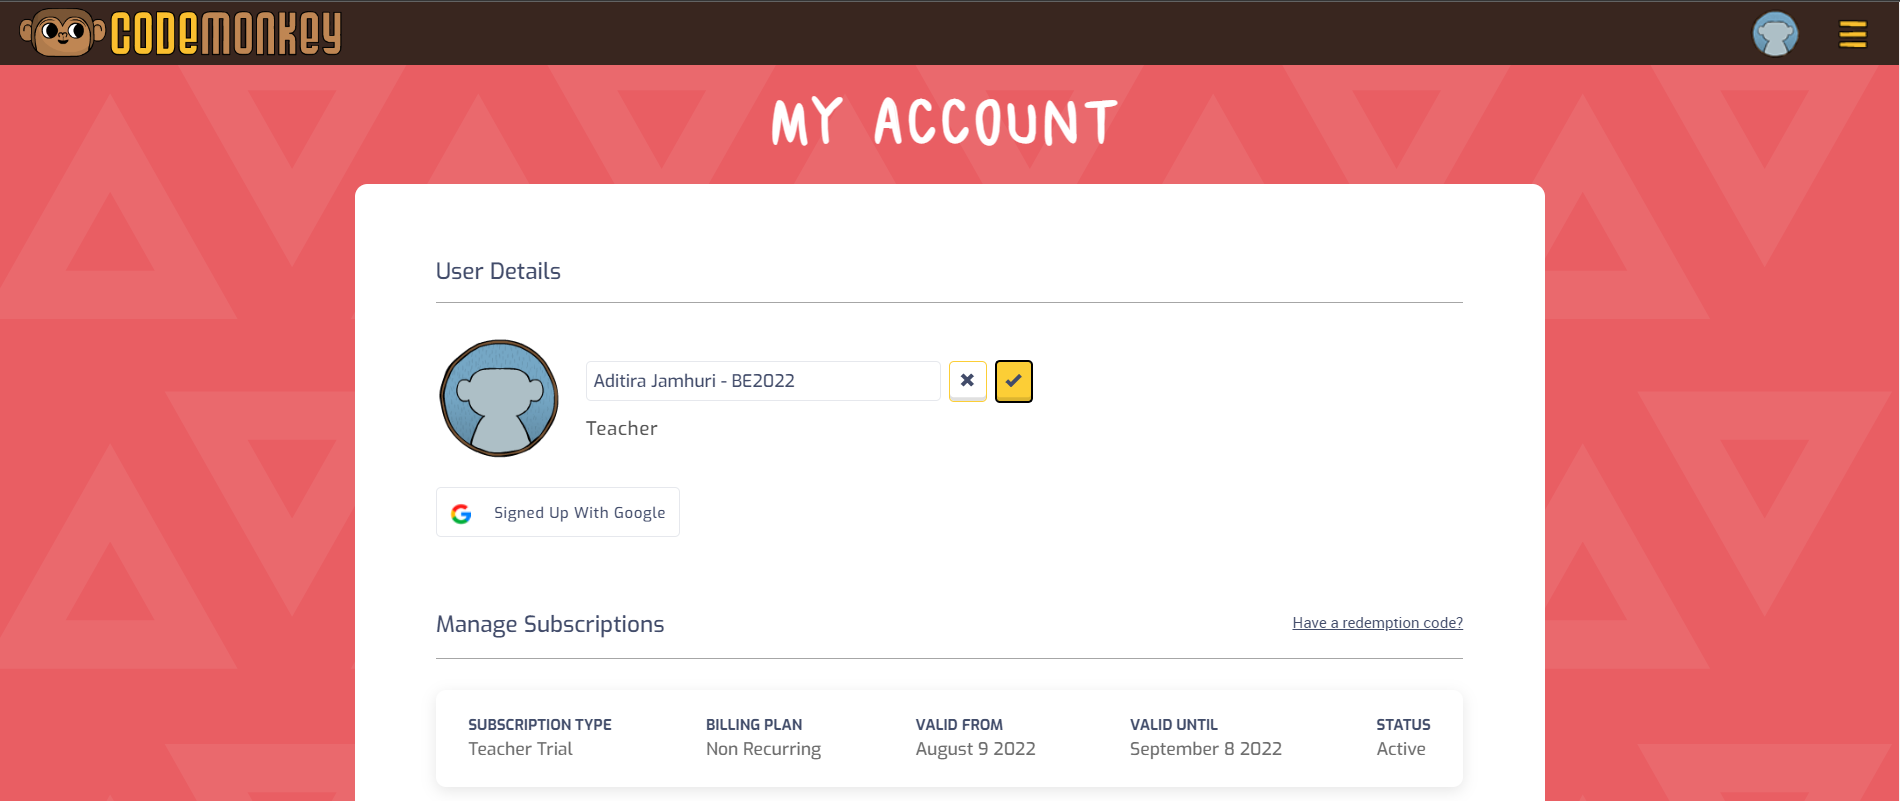 CODEMONKEY
MY ACCOUNT
User Details
Aditira Jamhuri - BE2022
Teacher
Signed Up With Google
Manage Subscriptions
Have a redemption code?
SUBSCRIPTION TYPE BILLING PLAN VALID FROM VALID UNTIL STATUS
Teacher Trial Non Recurring August 9 2022 September 8 2022 Active